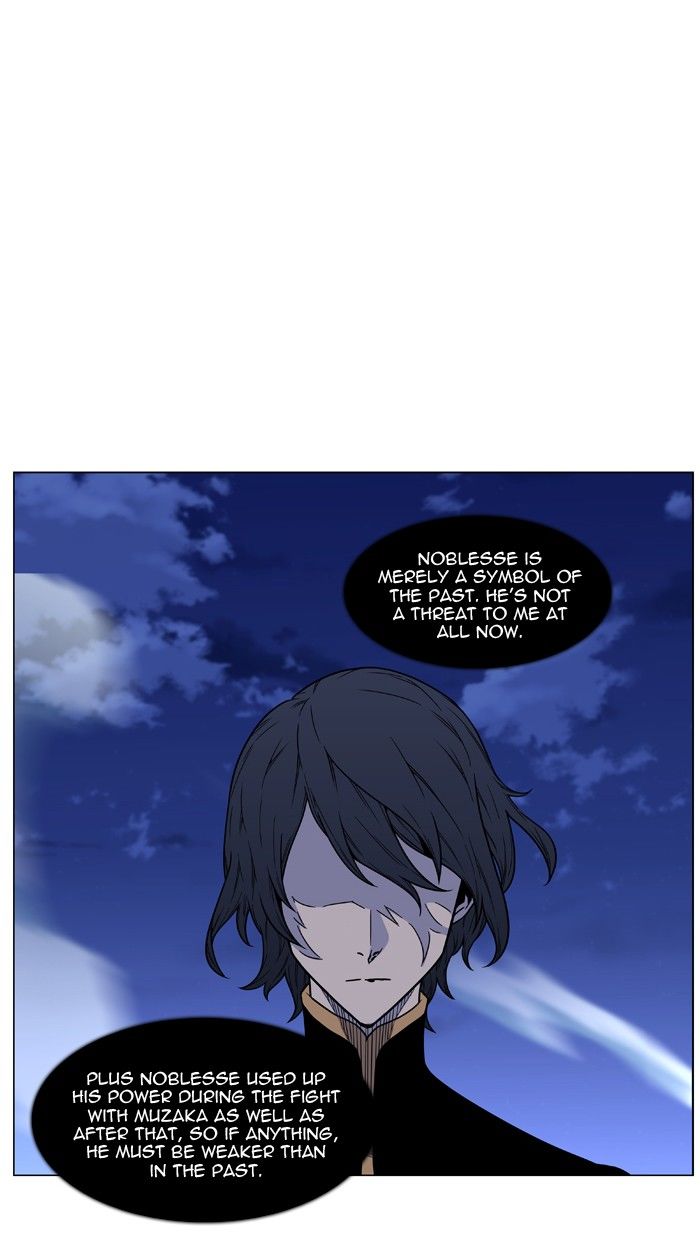 NOBLESSE IS
MERELY A SYMBOL OF
THE PAST. HE'S NOT
A THREAT TO ME AT
ALL NOW.
PLUS NOBLESSE USED UP
HIS POWER DURING THE FIGHT
WITH MUZAKA AS WELL AS
AFTER THAT, SO IF ANYTHING,
HE MUST BE WEAKER THAN
IN THE PAST.